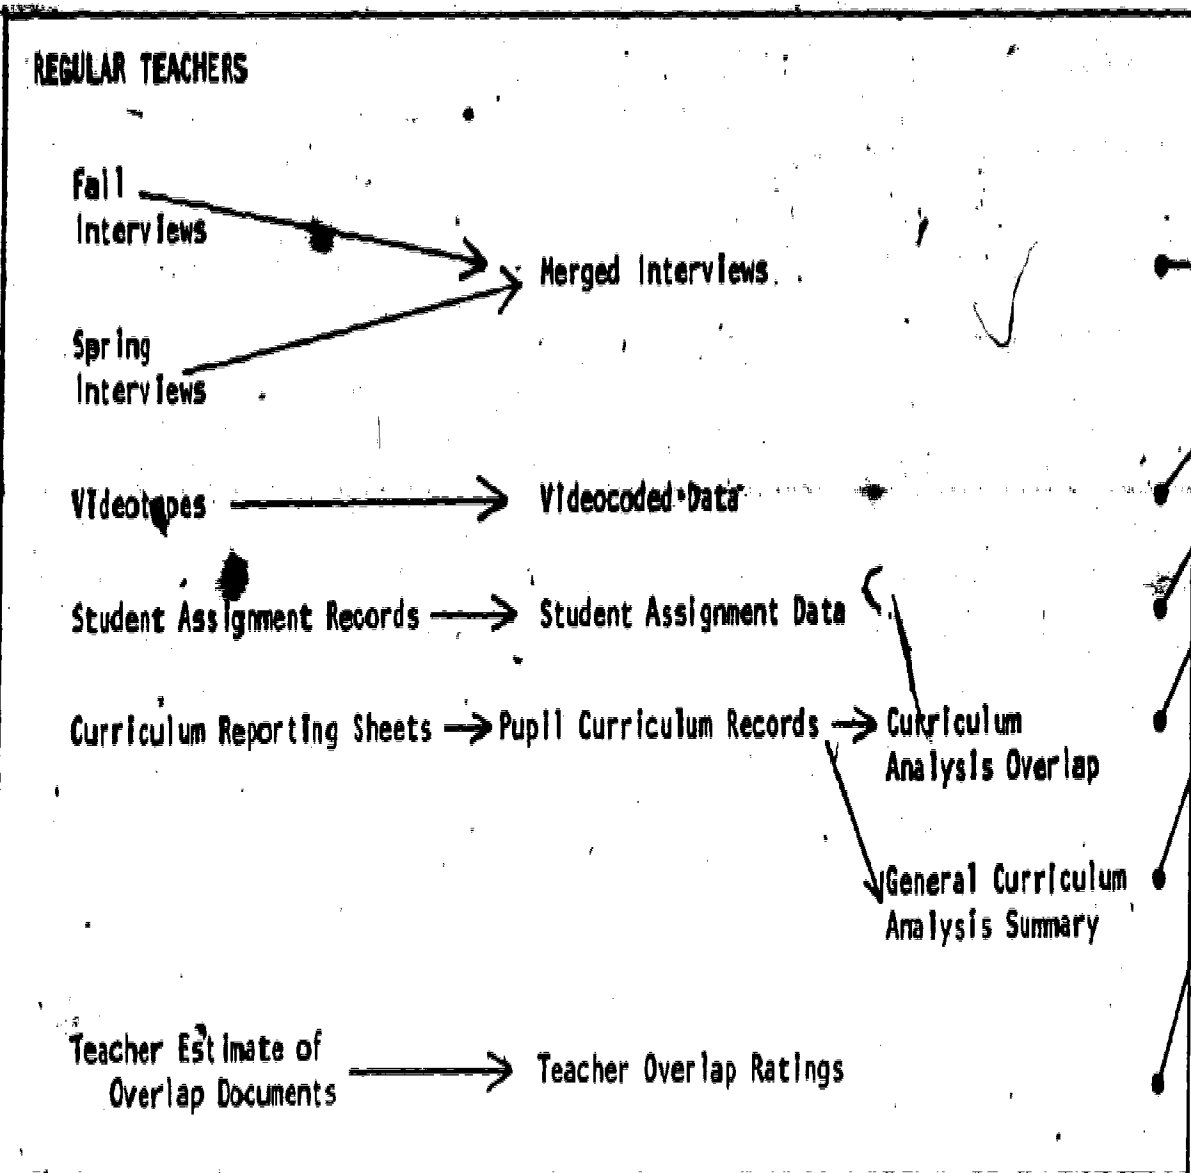 REGULAR TEACHERS
Fall
Interviews
Merged Interviews
Spring
Interviews
Videotapes
Videocoded Data
Student Assignment Records
Student Assignment Data
Curriculum Reporting Sheets
Pupil Curriculum Records
Curriculum
Analysis Overlap
General Curriculum
Analysis Summary
Teacher Estimate of
Overlap Documents
Teacher Overlap Ratings